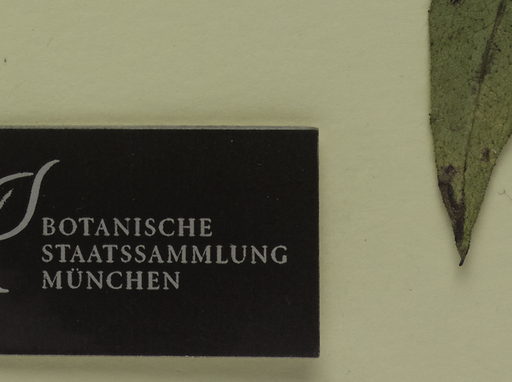 BOTANISCHE
STAATSSAMMLUNG
MÜNCHEN